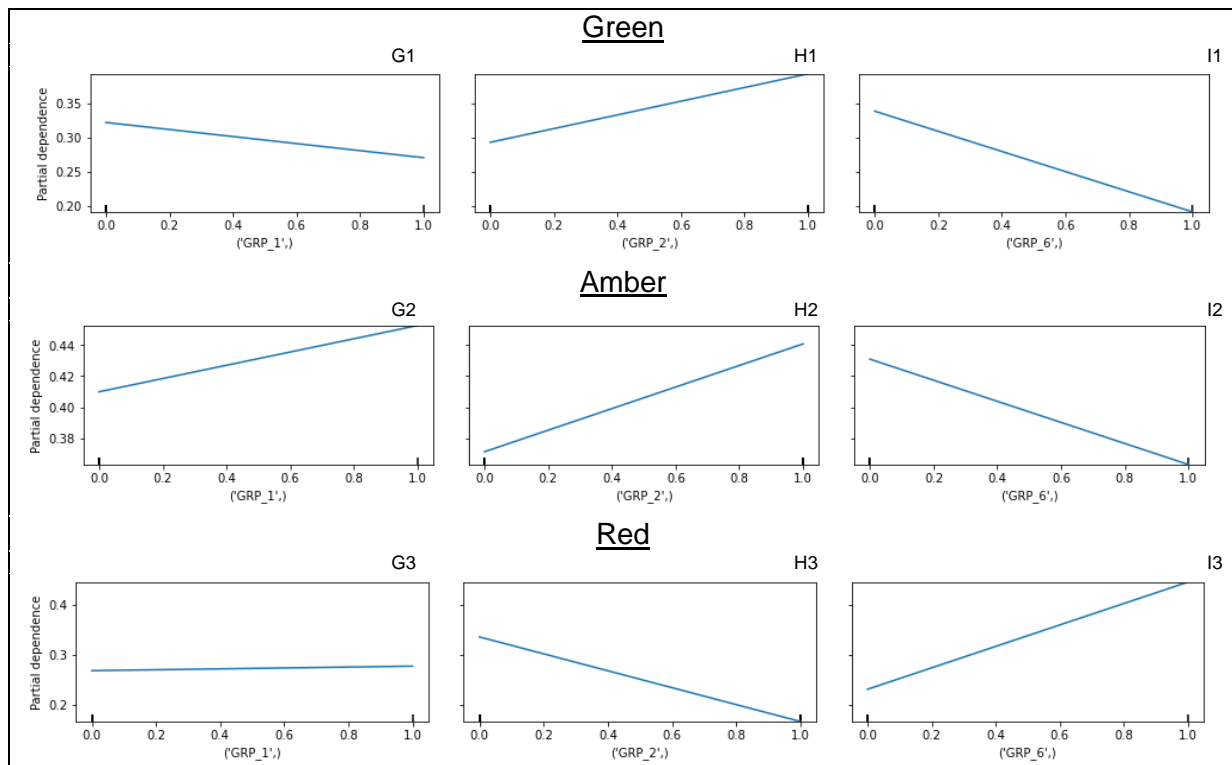 Green
G1 H1 I1
Partial dependence
0.35
0.30
0.25
0.20
0.0 0.2 0.4 0.6 0.8 1.0
('GRP_1',)
0.0 0.2 0.4 0.6 0.8 1.0
('GRP_2',)
0.0 0.2 0.4 0.6 0.8 1.0
('GRP_6',)
Amber
G2 H2 I2
Partial dependence
0.44
0.42
0.40
0.38
0.0 0.2 0.4 0.6 0.8 1.0
('GRP_1',)
0.0 0.2 0.4 0.6 0.8 1.0
('GRP_2',)
0.0 0.2 0.4 0.6 0.8 1.0
('GRP_6',)
Red
G3 H3 I3
Partial dependence
0.4
0.3
0.2
0.0 0.2 0.4 0.6 0.8 1.0
('GRP_1',)
0.0 0.2 0.4 0.6 0.8 1.0
('GRP_2',)
0.0 0.2 0.4 0.6 0.8 1.0
('GRP_6',)